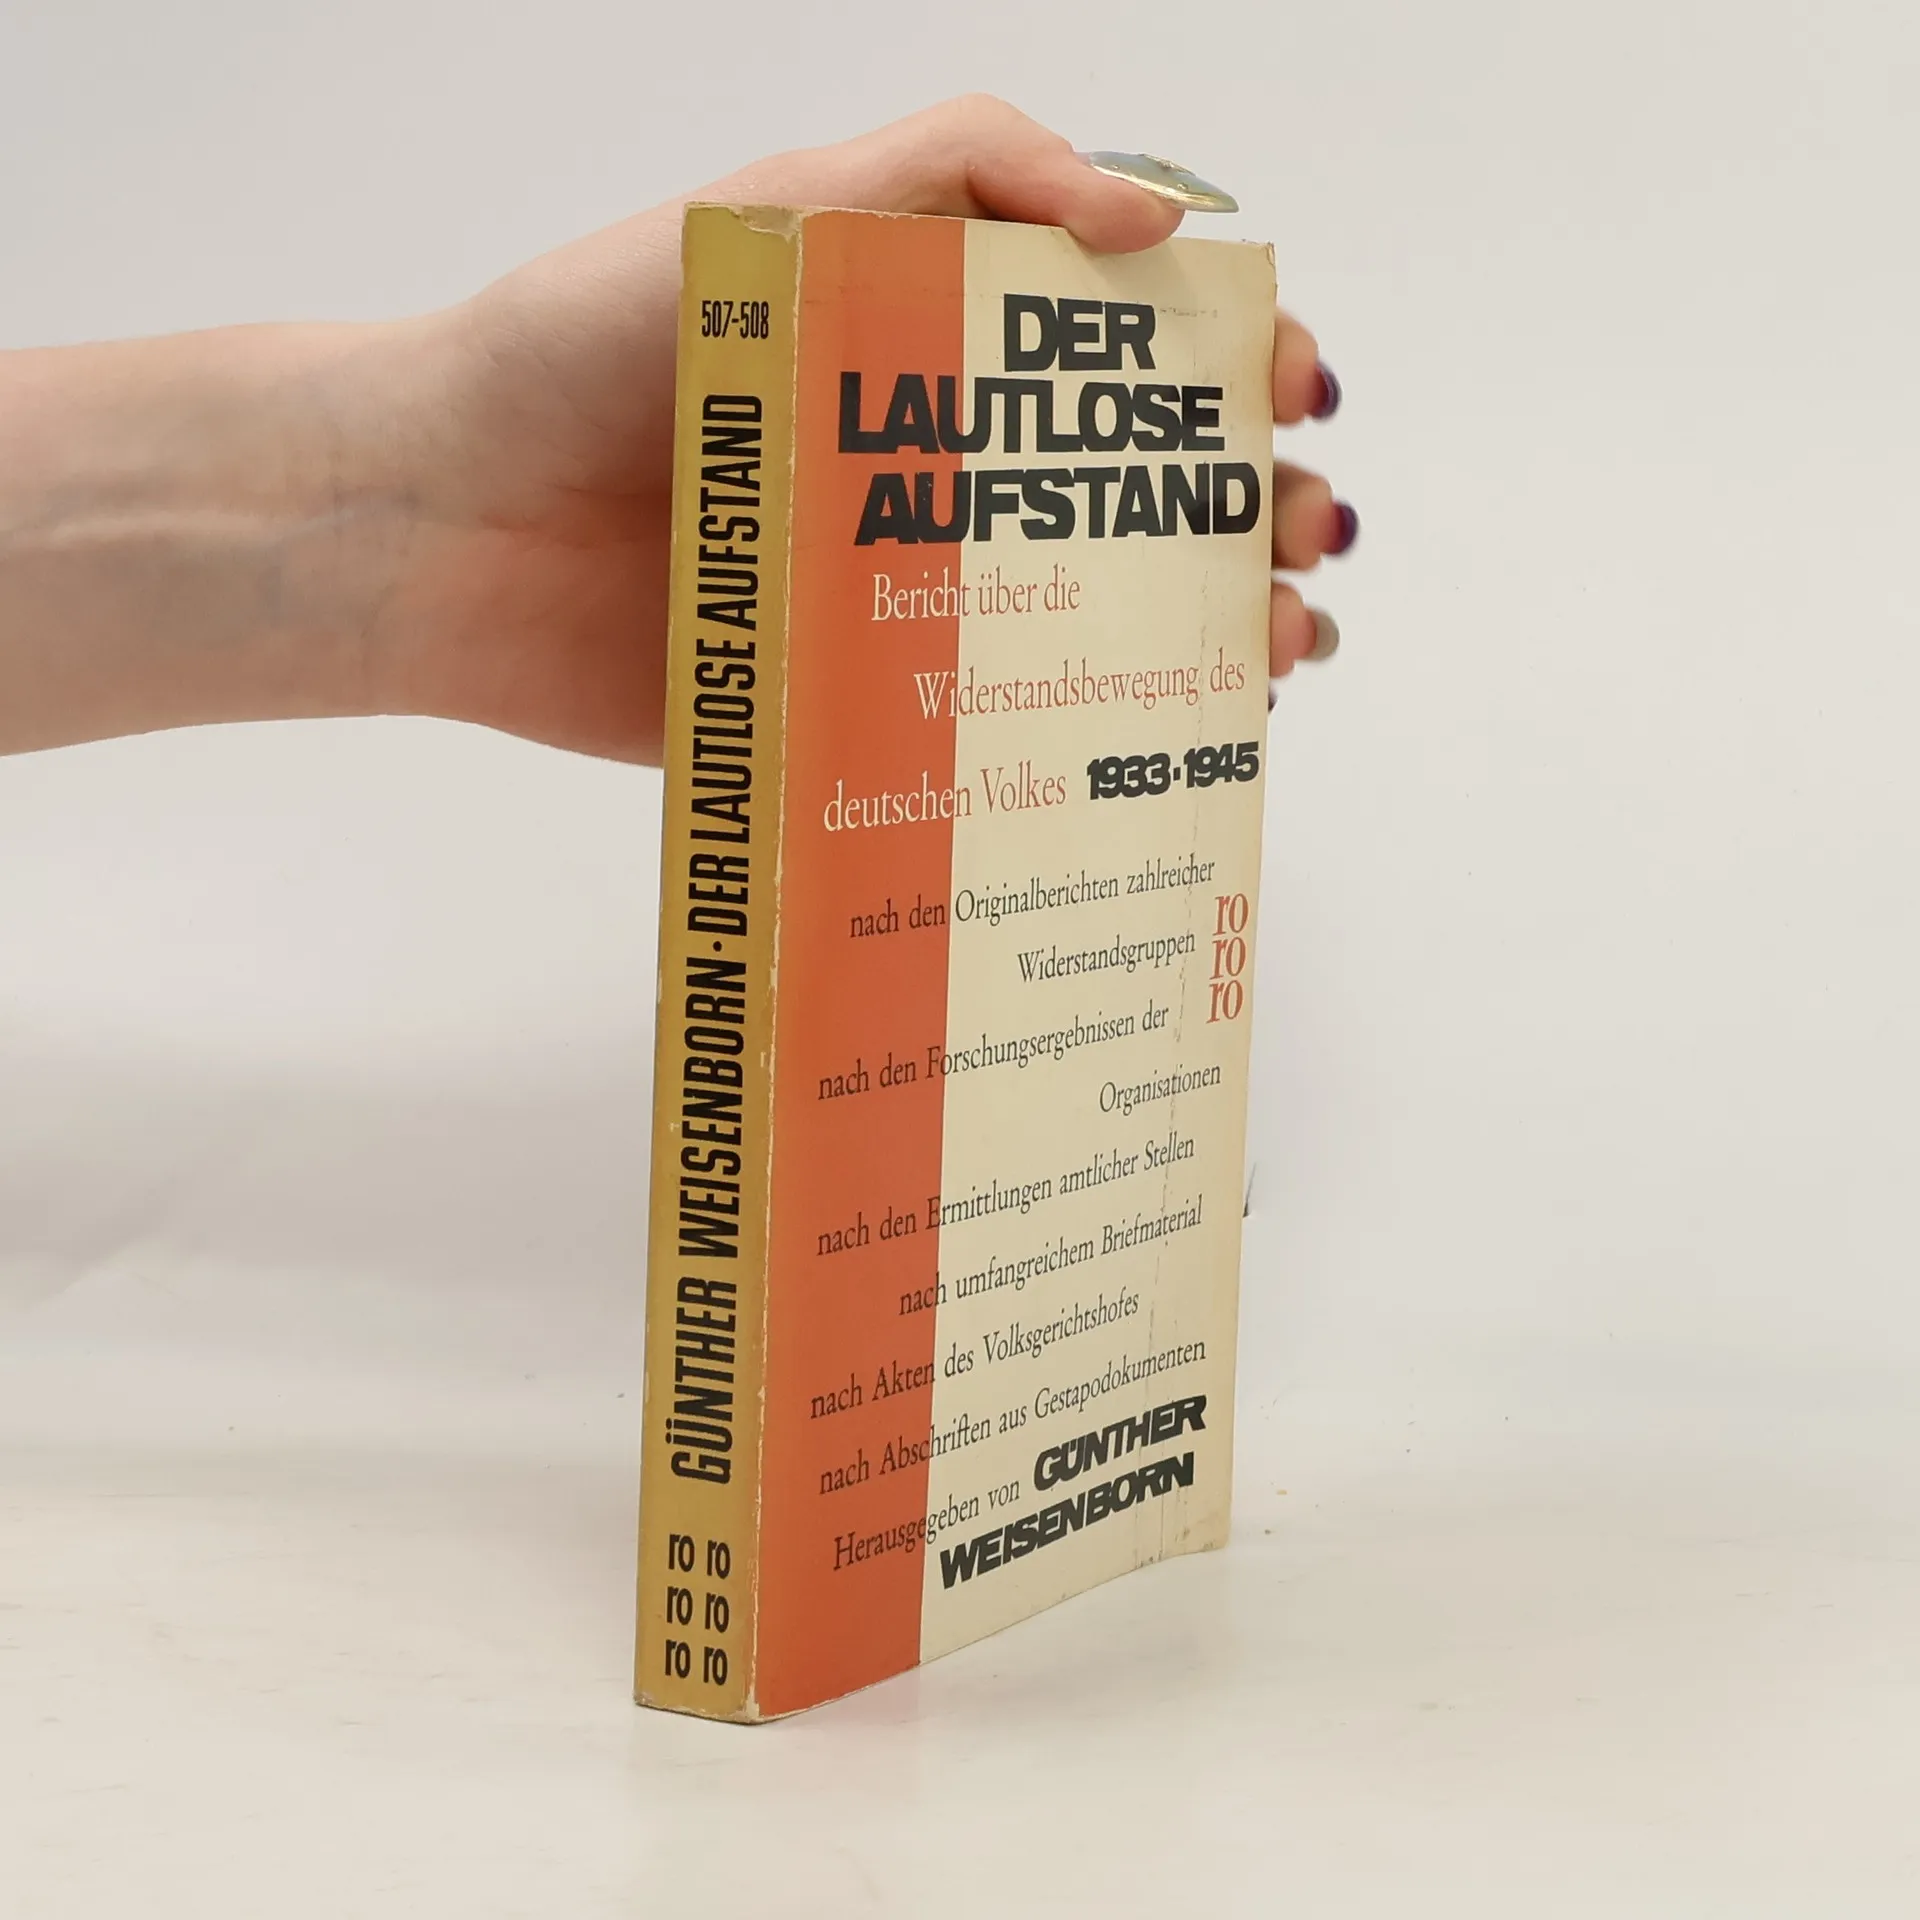 507-508
GÜNTHER WEISENBORN · DER LAUTLOSE AUFSTAND
ro ro
ro ro
ro ro
DER
LAUTLOSE
AUFSTAND
Bericht über die
Widerstandsbewegung des
deutschen Volkes 1933·1945
nach den Originalberichten zahlreicher
Widerstandsgruppen
ro
ro
ro
nach den Forschungsergebnissen der
Organisationen
nach den Ermittlungen amtlicher Stellen
nach umfangreichem Briefmaterial
nach Akten des Volksgerichtshofes
nach Abschriften aus Gestapodokumenten
Herausgegeben von GÜNTHER
WEISENBORN